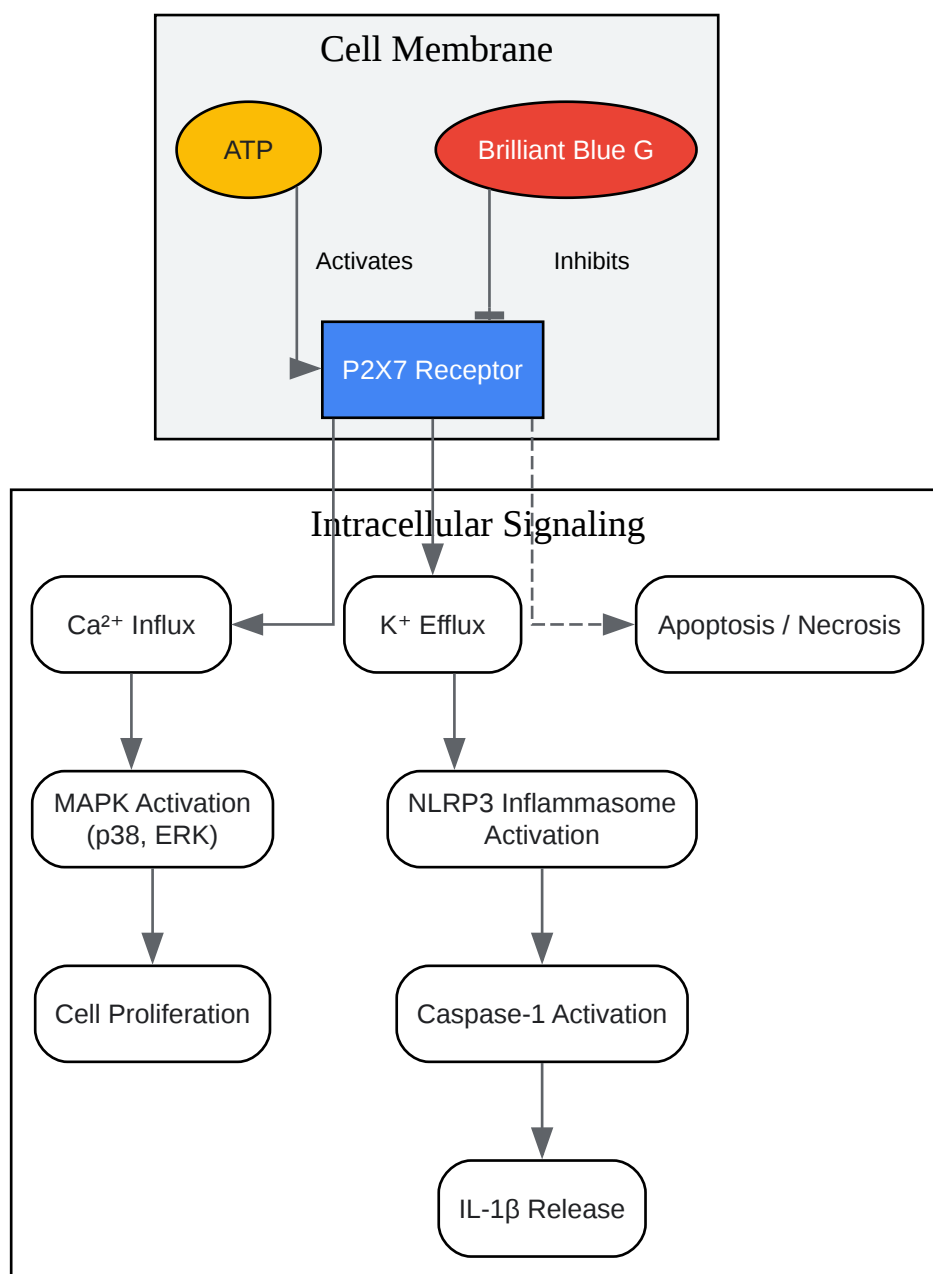 Cell Membrane
ATP
Brilliant Blue G
Activates
Inhibits
P2X7 Receptor
Intracellular Signaling
Ca²⁺ Influx
K⁺ Efflux
Apoptosis / Necrosis
MAPK Activation
(p38, ERK)
NLRP3 Inflammasome
Activation
Cell Proliferation
Caspase-1 Activation
IL-1β Release